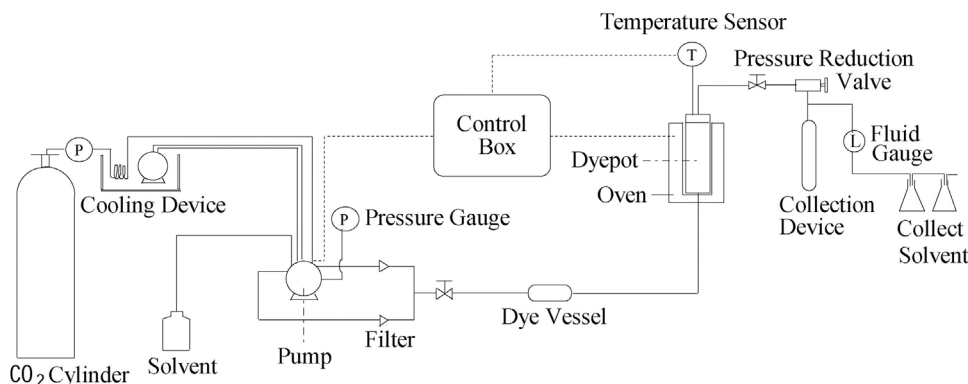 Temperature Sensor
T
Pressure Reduction
Valve
Control
Box
P
L
Fluid
Gauge
Dyepot
Oven
Cooling Device
P
Pressure Gauge
Collection
Device
Collect
Solvent
Dye Vessel
Filter
Pump
Solvent
CO2 Cylinder